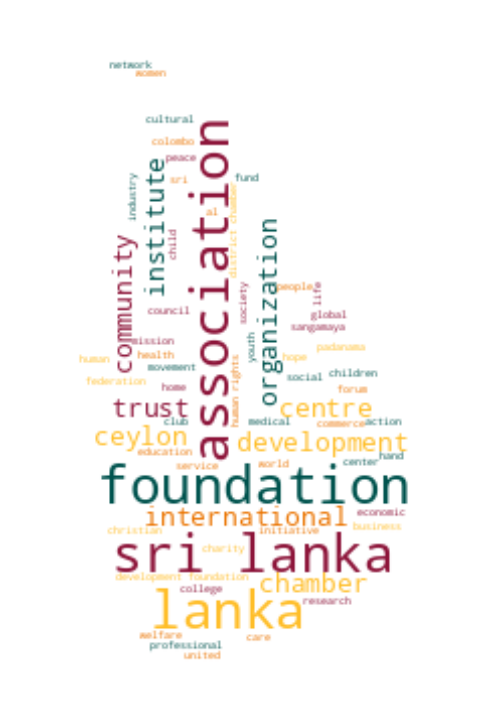 network
women
cultural
association
colombo
peace
institute
industry
sri
fund
district chamber
al
child
organization
community
society
life
people
council
global
sangamaya
mission
youth
movement
health
human
human rights
hope
padanama
federation
home
social
children
forum
trust
centre
club
medical
commerce
action
ceylon
development
education
service
world
center
hand
foundation
international
economic
business
christian
initiative
sri lanka
charity
development foundation
chamber
college
lanka
research
welfare
care
professional
united